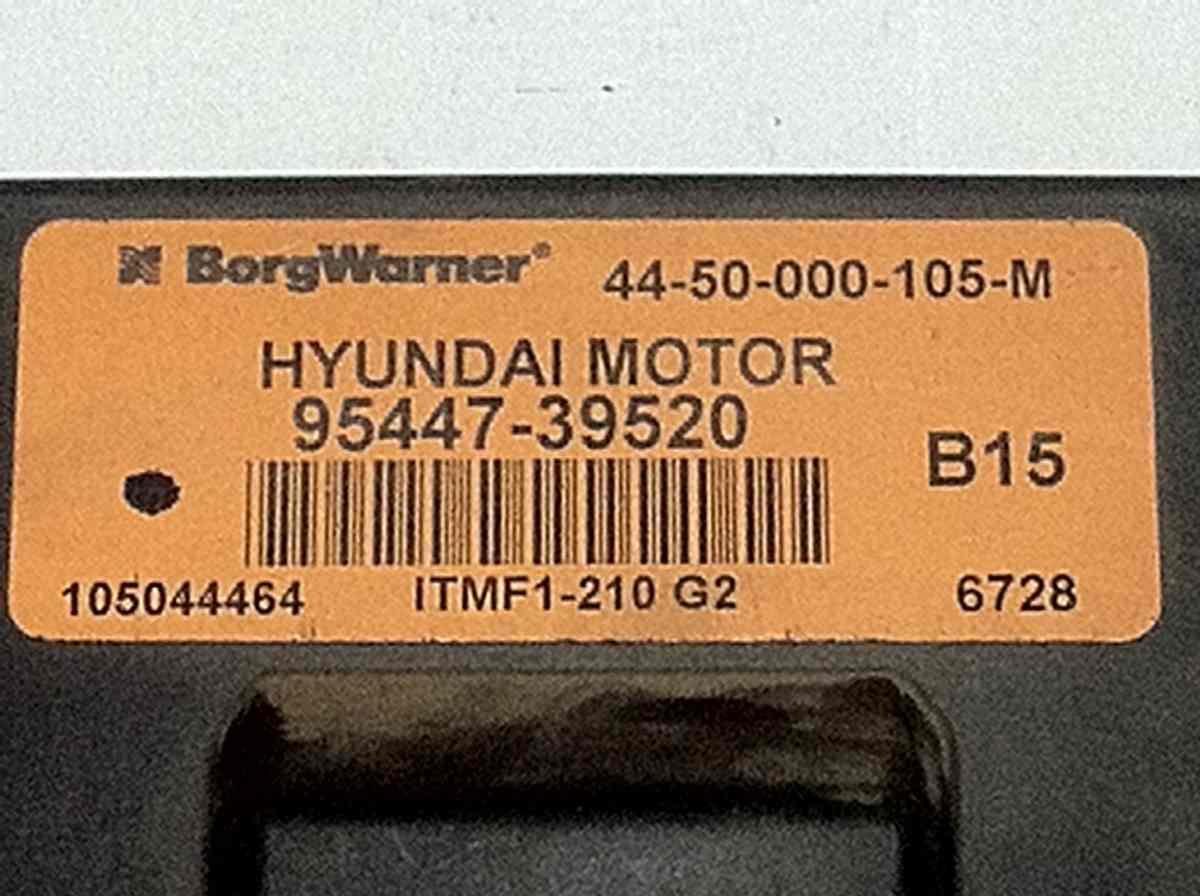 BorgWarner® 44-50-000-105-M
HYUNDAI MOTOR
95447-39520
B15
105044464 ITMF1-210 G2 6728